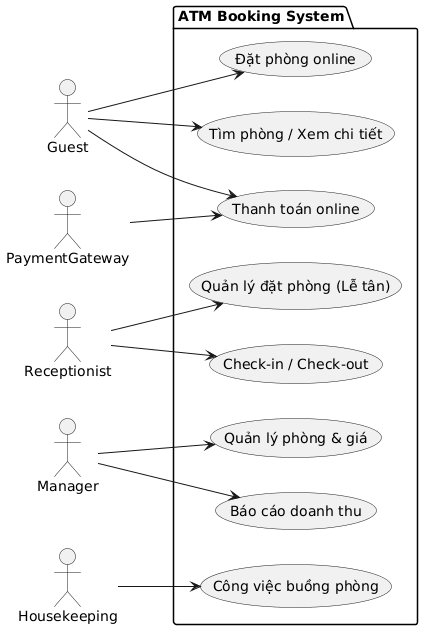 ATM Booking System
Đặt phòng online
Tìm phòng / Xem chi tiết
Guest
Thanh toán online
PaymentGateway
Quản lý đặt phòng (Lễ tân)
Receptionist
Check-in / Check-out
Quản lý phòng & giá
Manager
Báo cáo doanh thu
Công việc buồng phòng
Housekeeping